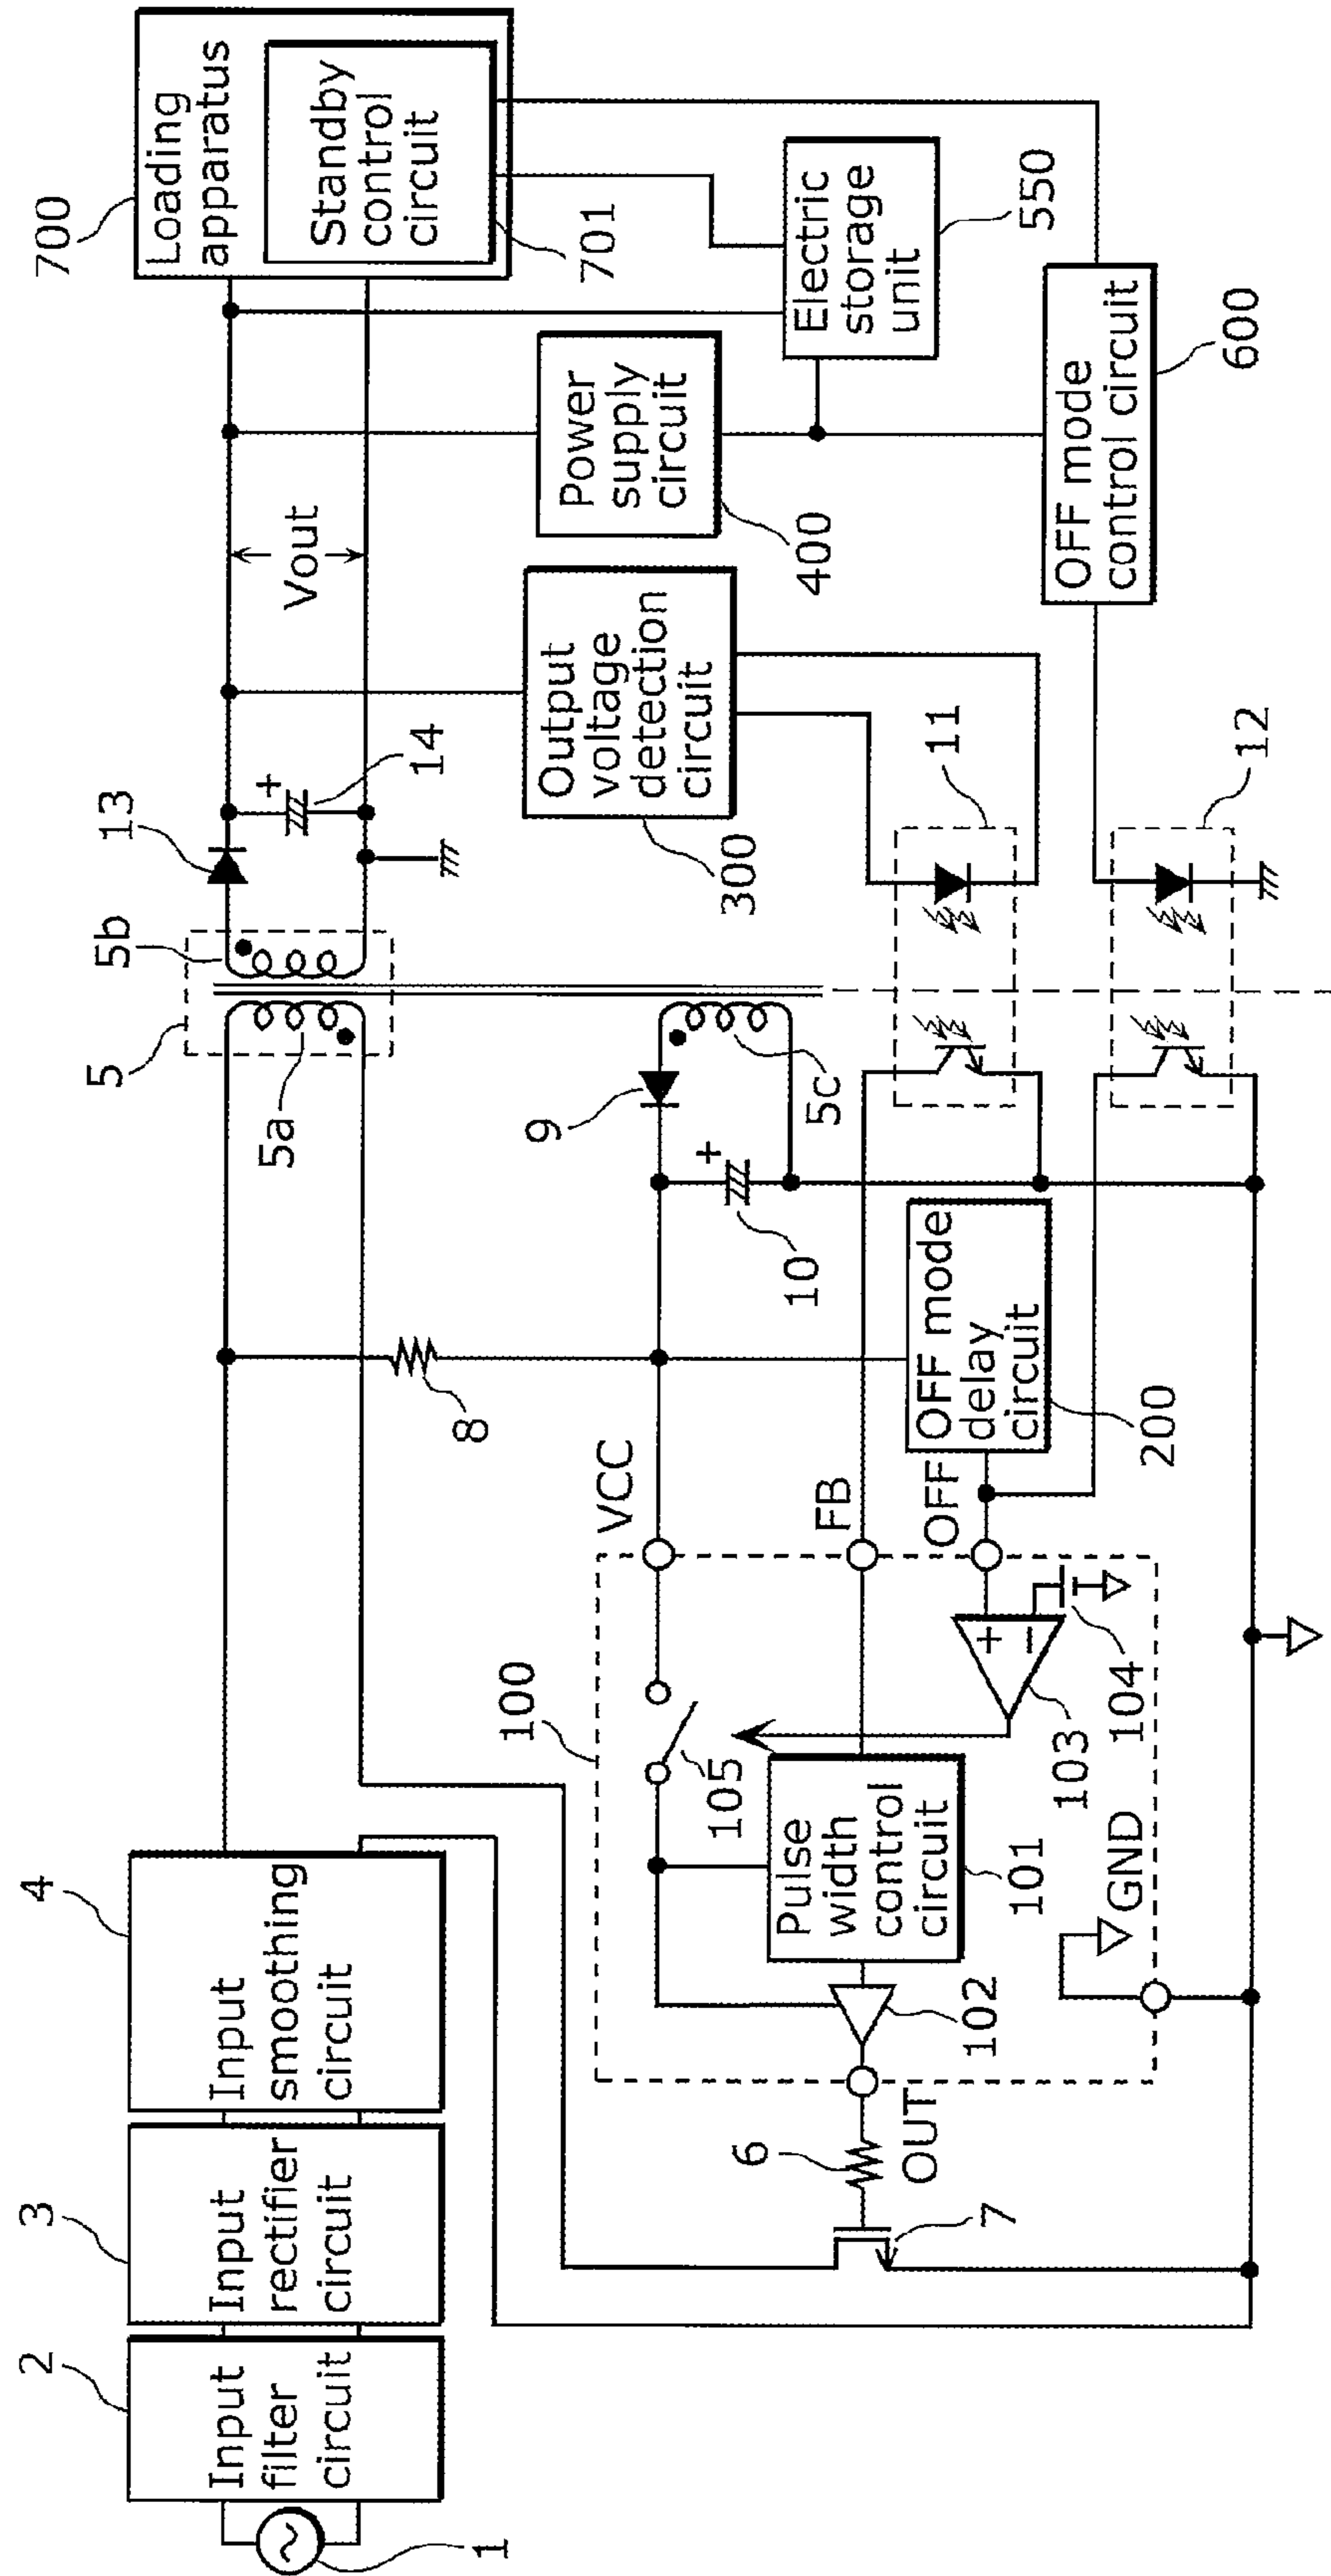 1
2
Input
filter
circuit
3
Input
rectifier
circuit
4
Input
smoothing
circuit
5
5a
5b
5c
13
+
14
Vout
700
Loading
apparatus
Standby
control
circuit
701
8
9
+
10
300
Output
voltage
detection
circuit
400
Power
supply
circuit
Electric
storage
unit
550
OFF mode
control circuit
600
11
12
OFF mode
delay
circuit
200
VCC
FB
OFF
100
105
Pulse
width
control
circuit
101
102
+
−
103
104
GND
OUT
6
7